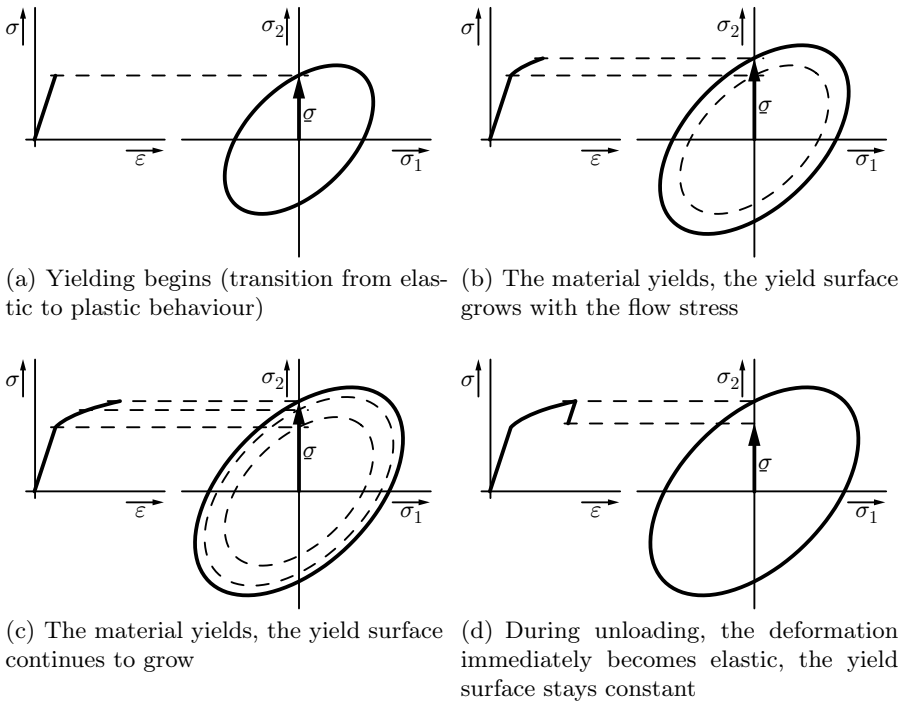 σ σ₂ σ̲ ε σ₁
(a) Yielding begins (transition from elas-
tic to plastic behaviour)
σ σ₂ σ̲ ε σ₁
(b) The material yields, the yield surface
grows with the flow stress
σ σ₂ σ̲ ε σ₁
(c) The material yields, the yield surface
continues to grow
σ σ₂ σ̲ ε σ₁
(d) During unloading, the deformation
immediately becomes elastic, the yield
surface stays constant